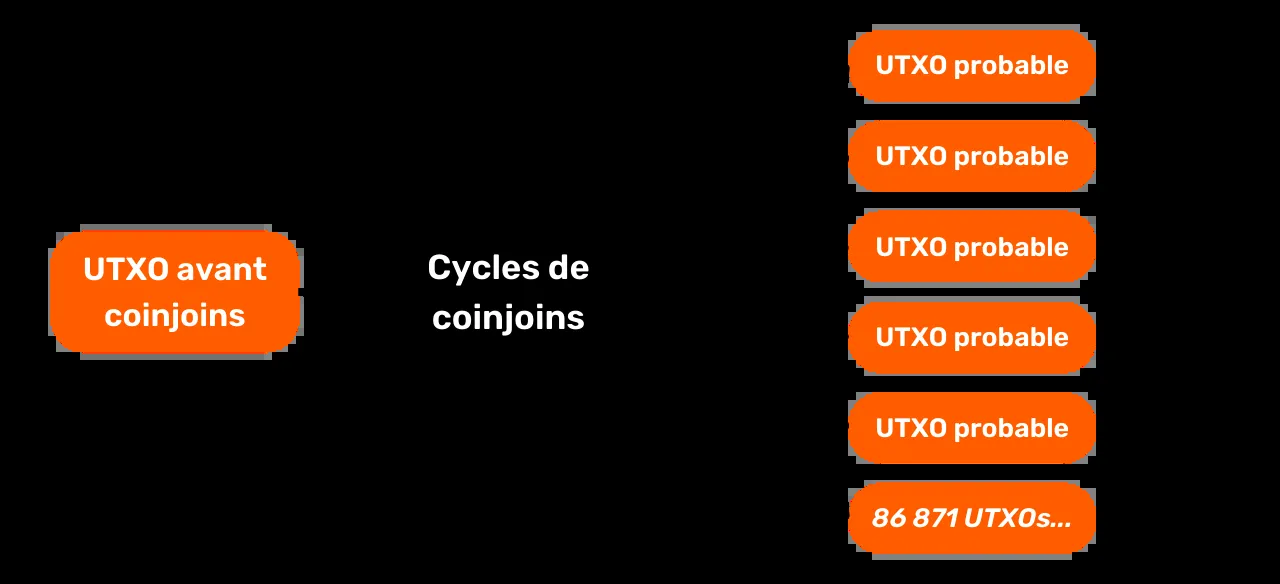 UTXO avant
coinjoins
Cycles de
coinjoins
UTXO probable
UTXO probable
UTXO probable
UTXO probable
UTXO probable
86 871 UTXOs...